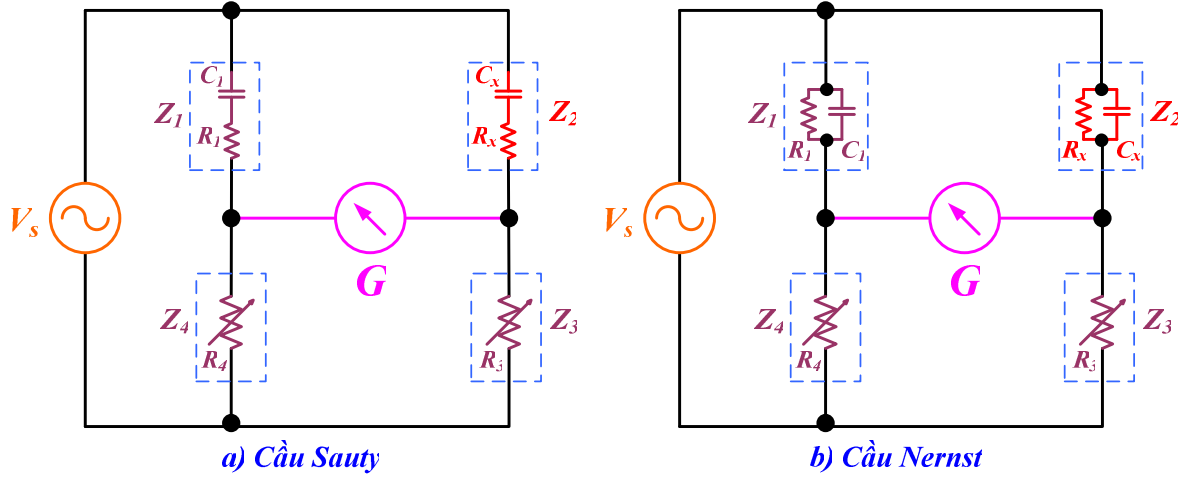 C₁
Z₁
R₁
Cₓ
Z₂
Rₓ
Vₛ
G
Z₄
R₄
Z₃
R₃
a) Cầu Sauty
Z₁
R₁ C₁
Z₂
Rₓ Cₓ
Vₛ
G
Z₄
R₄
Z₃
R₃
b) Cầu Nernst